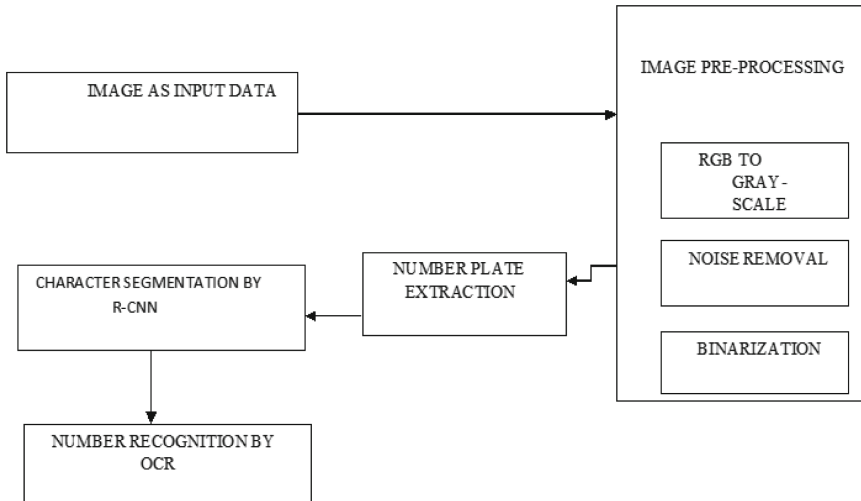 IMAGE AS INPUT DATA
IMAGE PRE-PROCESSING
RGB TO
GRAY -
SCALE
NOISE REMOVAL
BINARIZATION
NUMBER PLATE
EXTRACTION
CHARACTER SEGMENTATION BY
R-CNN
NUMBER RECOGNITION BY
OCR